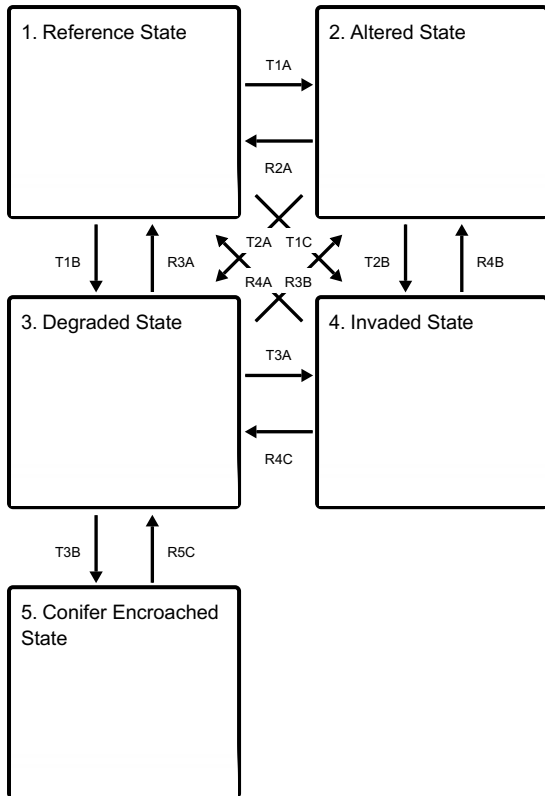 1. Reference State
2. Altered State
T1A
R2A
T1B
R3A
T2A
T1C
T2B
R4B
R4A
R3B
3. Degraded State
4. Invaded State
T3A
R4C
T3B
R5C
5. Conifer Encroached
State